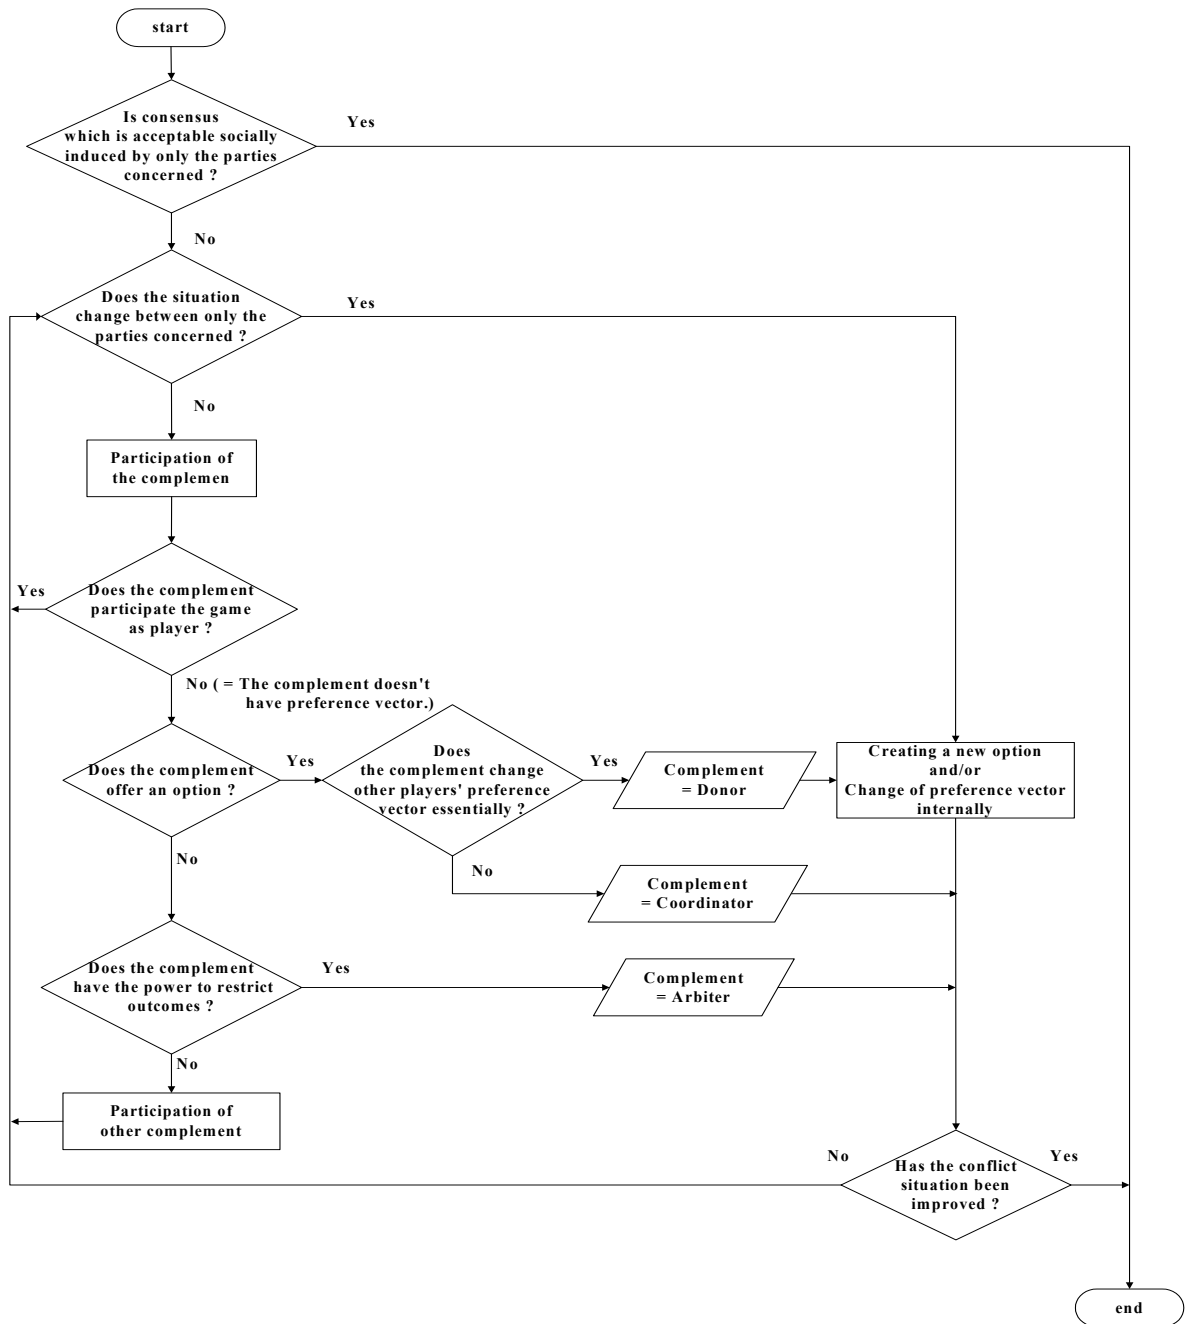 start
Is consensus
which is acceptable socially
induced by only the parties
concerned ?
Yes
No
Does the situation
change between only the
parties concerned ?
Yes
No
Participation of
the complemen
Yes
Does the complement
participate the game
as player ?
No ( = The complement doesn't
have preference vector.)
Does the complement
offer an option ?
Yes
Does
the complement change
other players' preference
vector essentially ?
Yes
Complement
= Donor
Creating a new option
and/or
Change of preference vector
internally
No
No
Complement
= Coordinator
Does the complement
have the power to restrict
outcomes ?
Yes
Complement
= Arbiter
No
Participation of
other complement
No
Has the conflict
situation been
improved ?
Yes
end